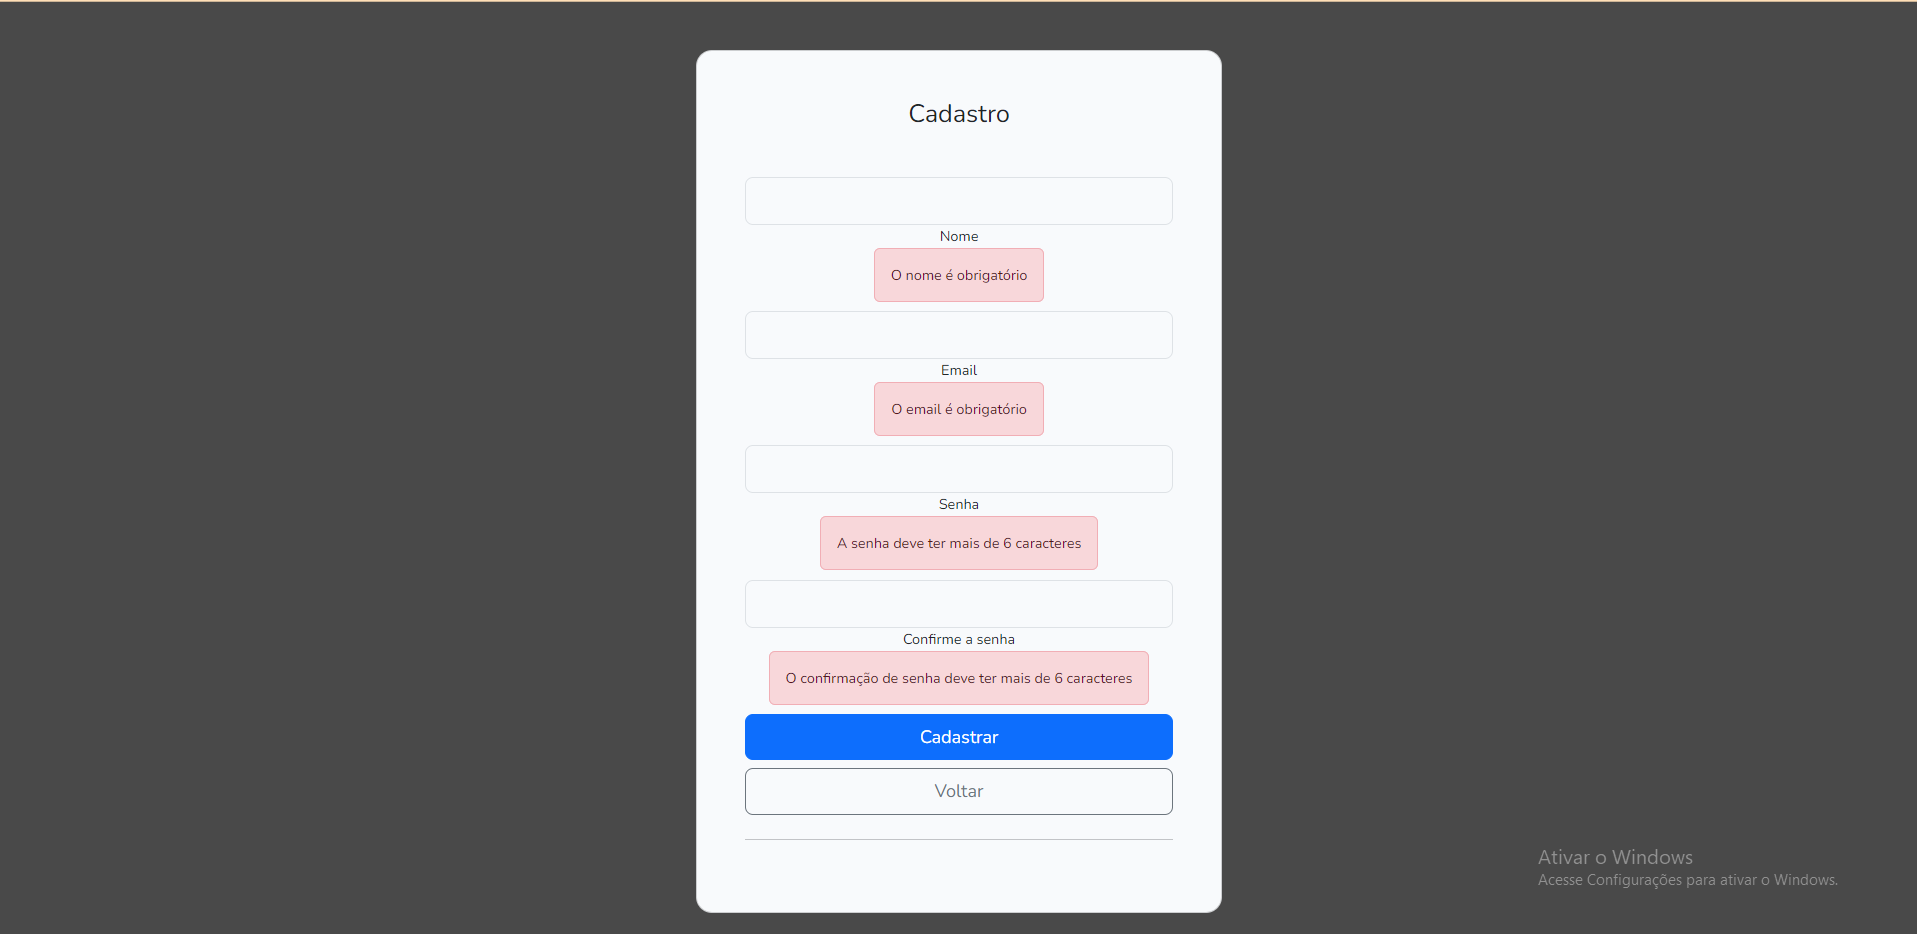 Cadastro
Nome
O nome é obrigatório
Email
O email é obrigatório
Senha
A senha deve ter mais de 6 caracteres
Confirme a senha
O confirmação de senha deve ter mais de 6 caracteres
Cadastrar
Voltar
Ativar o Windows
Acesse Configurações para ativar o Windows.